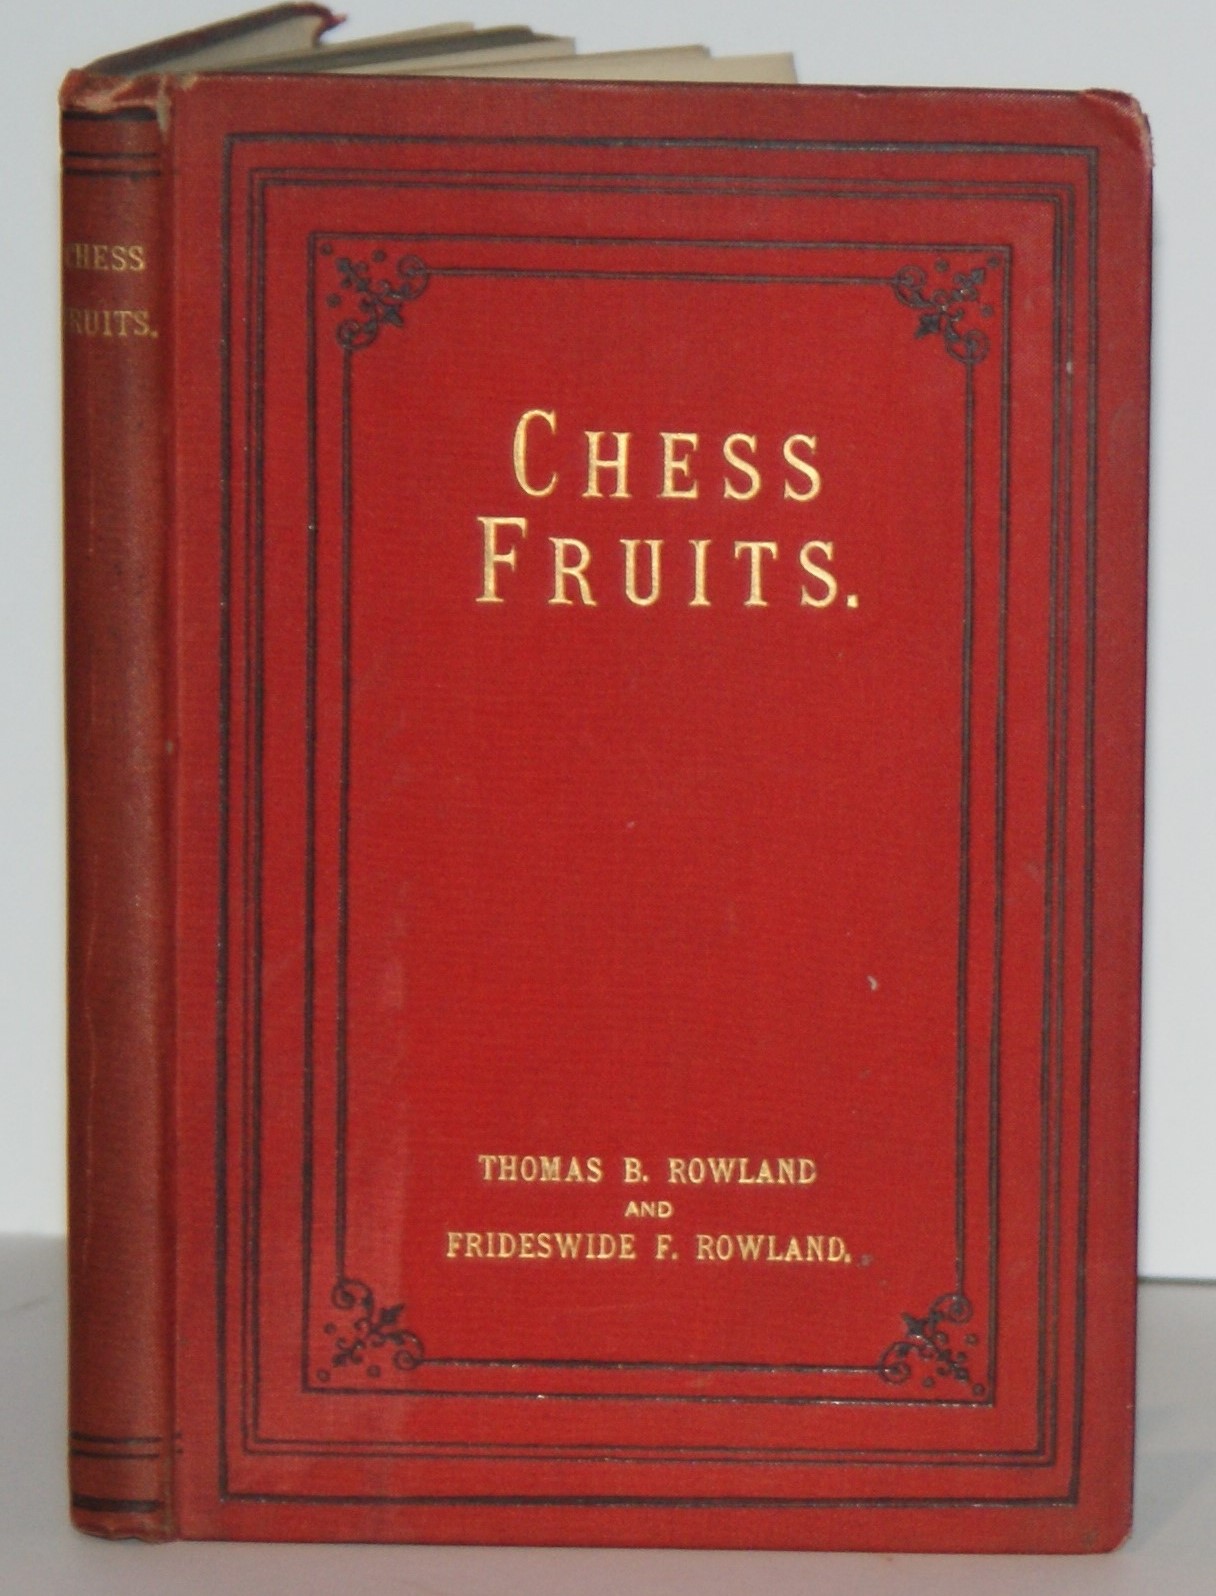 CHESS
FRUITS.
CHESS
FRUITS.
THOMAS B. ROWLAND
AND
FRIDESWIDE F. ROWLAND.